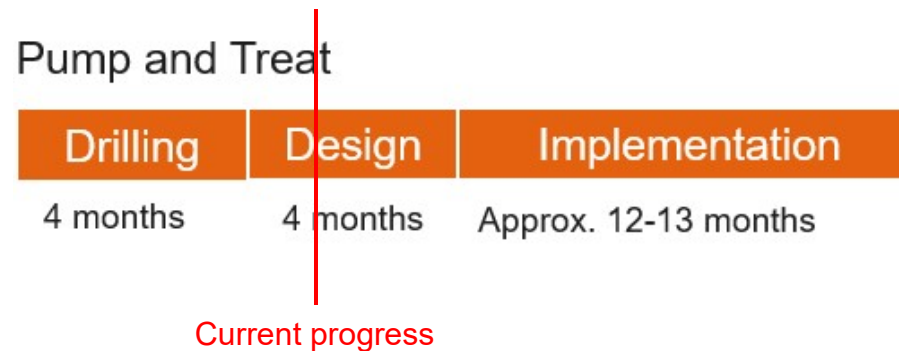 Pump and Treat
Drilling Design Implementation
4 months 4 months Approx. 12-13 months
Current progress